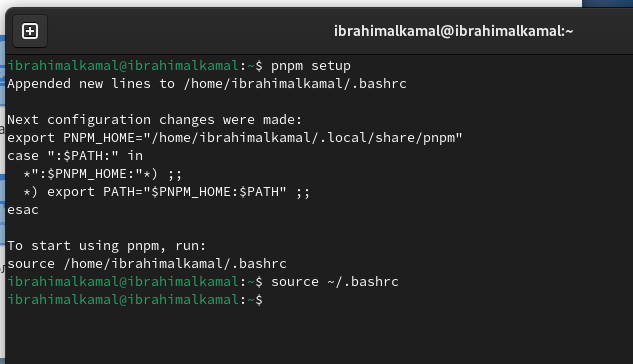 ibrahimalkamal@ibrahimalkamal:~
ibrahimalkamal@ibrahimalkamal:~$ pnpm setup
Appended new lines to /home/ibrahimalkamal/.bashrc

Next configuration changes were made:
export PNPM_HOME="/home/ibrahimalkamal/.local/share/pnpm"
case ":$PATH:" in
  *":$PNPM_HOME:"*) ;;
  *) export PATH="$PNPM_HOME:$PATH" ;;
esac

To start using pnpm, run:
source /home/ibrahimalkamal/.bashrc
ibrahimalkamal@ibrahimalkamal:~$ source ~/.bashrc
ibrahimalkamal@ibrahimalkamal:~$